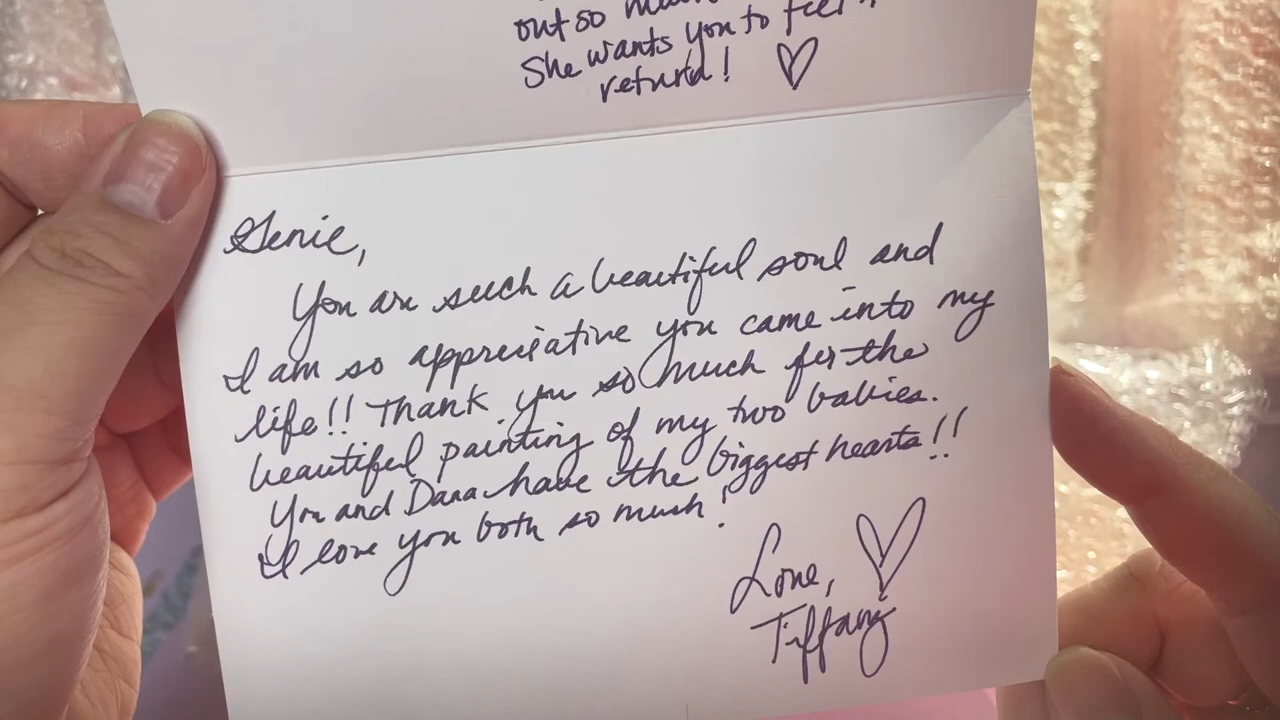 out so
She wants you to feel
return! ♡
Genie,
You are such a beautiful soul and
I am so appreciative you came into my
life!! Thank you so much for the
beautiful painting of my two babies.
You and Dana have the biggest hearts!!
I love you both so much!
Love, ♡
Tiffany